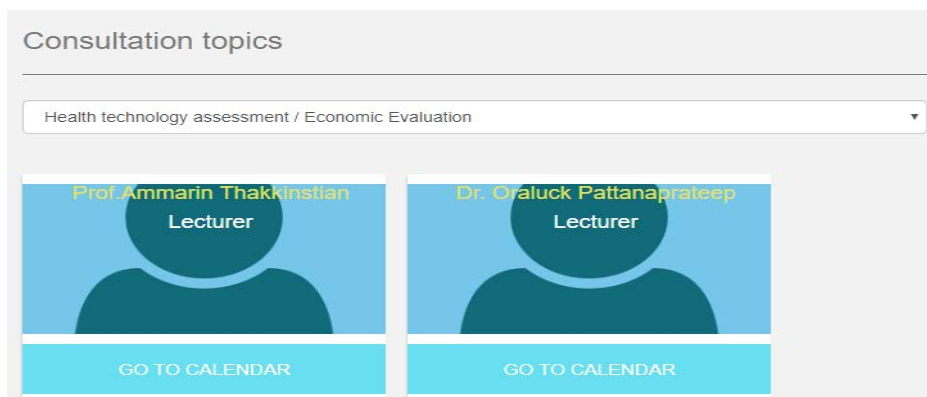 Consultation topics
Health technology assessment / Economic Evaluation
Prof.Ammarin Thakkinstian
Lecturer
GO TO CALENDAR
Dr. Oraluck Pattanaprateep
Lecturer
GO TO CALENDAR